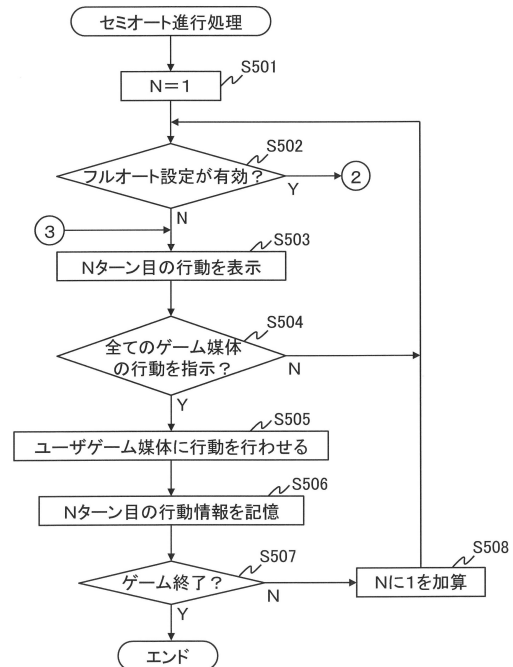 セミオート進行処理
S501
N＝1
S502
フルオート設定が有効？
Y
②
N
③
S503
Nターン目の行動を表示
S504
全てのゲーム媒体
の行動を指示？
N
Y
S505
ユーザゲーム媒体に行動を行わせる
S506
Nターン目の行動情報を記憶
S507
ゲーム終了？
N
S508
Nに1を加算
Y
エンド